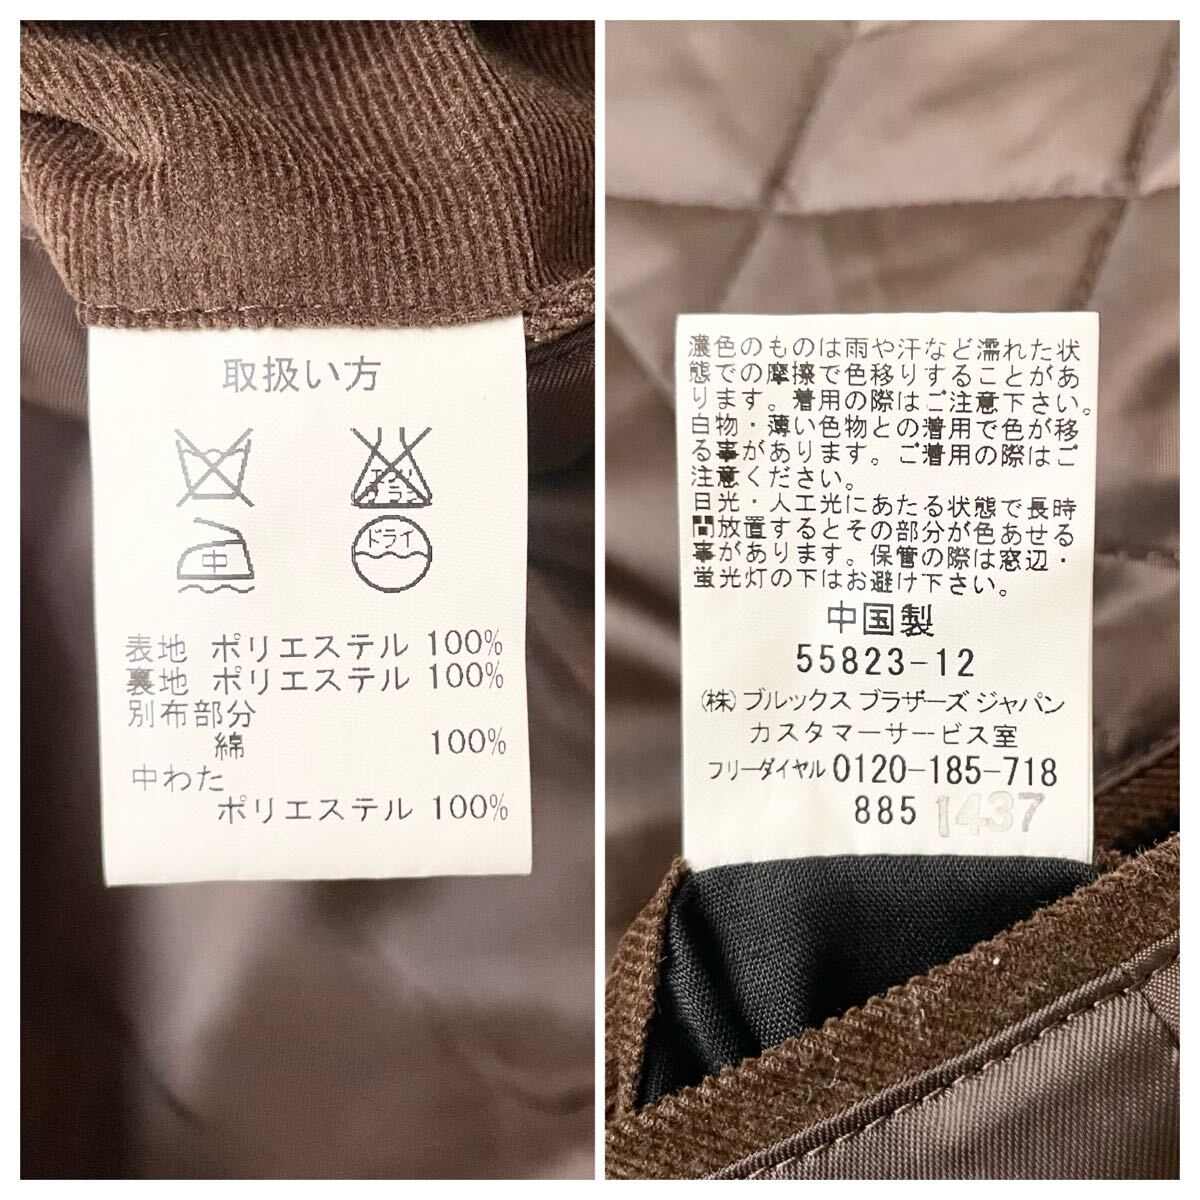 取扱い方
エンソ
サラシ
中
ドライ
表地 ポリエステル 100%
裏地 ポリエステル 100%
別布部分
綿 100%
中わた
ポリエステル 100%
濃色のものは雨や汗など濡れた状
態での摩擦で色移りすることがあ
ります。着用の際はご注意下さい。
白物・薄い色物との着用で色が移
る事があります。ご着用の際はご
注意ください。
日光・人工光にあたる状態で長時
間放置するとその部分が色あせる
事があります。保管の際は窓辺・
蛍光灯の下はお避け下さい。
中国製
55823-12
(株)ブルックス ブラザーズ ジャパン
カスタマーサービス室
フリーダイヤル 0120-185-718
885 1437